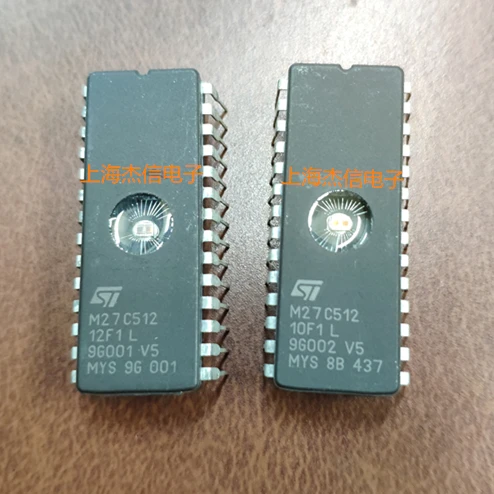 上海杰信电子
ST
M27C512
12F1 L
9G001 V5
MYS 9G 001
上海杰信电子
ST
M27C512
10F1 L
9G002 V5
MYS 8B 437